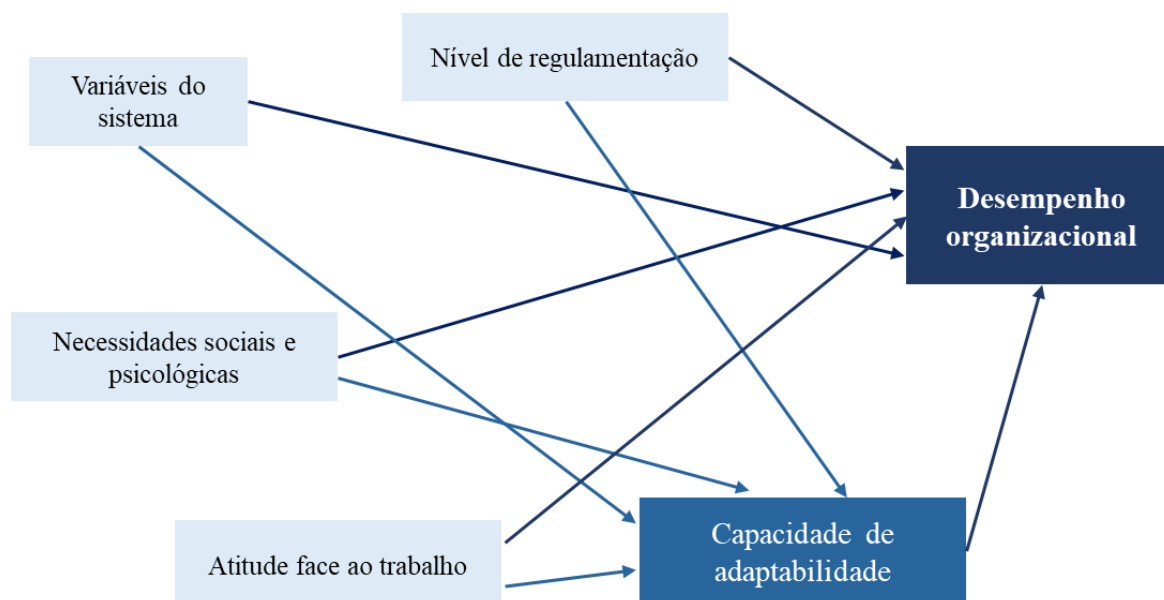 Nível de regulamentação
Variáveis do
sistema
Desempenho
organizacional
Necessidades sociais e
psicológicas
Atitude face ao trabalho
Capacidade de
adaptabilidade